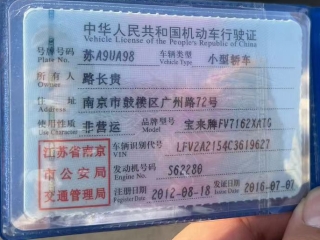 中华人民共和国机动车行驶证
Vehicle License of the People's Republic of China
号牌号码 苏A9UA98 车辆类型 小型轿车
Plate No. Vehicle Type
所有人 路长贵
Owner
住址 南京市鼓楼区广州路72号
Address
使用性质 非营运 品牌型号 宝来牌FV7162XATG
Use Character Model
江苏省南京市公安局交通管理局
车辆识别代号 LFV2A2154C3619627
VIN
发动机号码 S62280
Engine No.
注册日期 2012-08-18 发证日期 2016-07-07
Register Date Issue Date